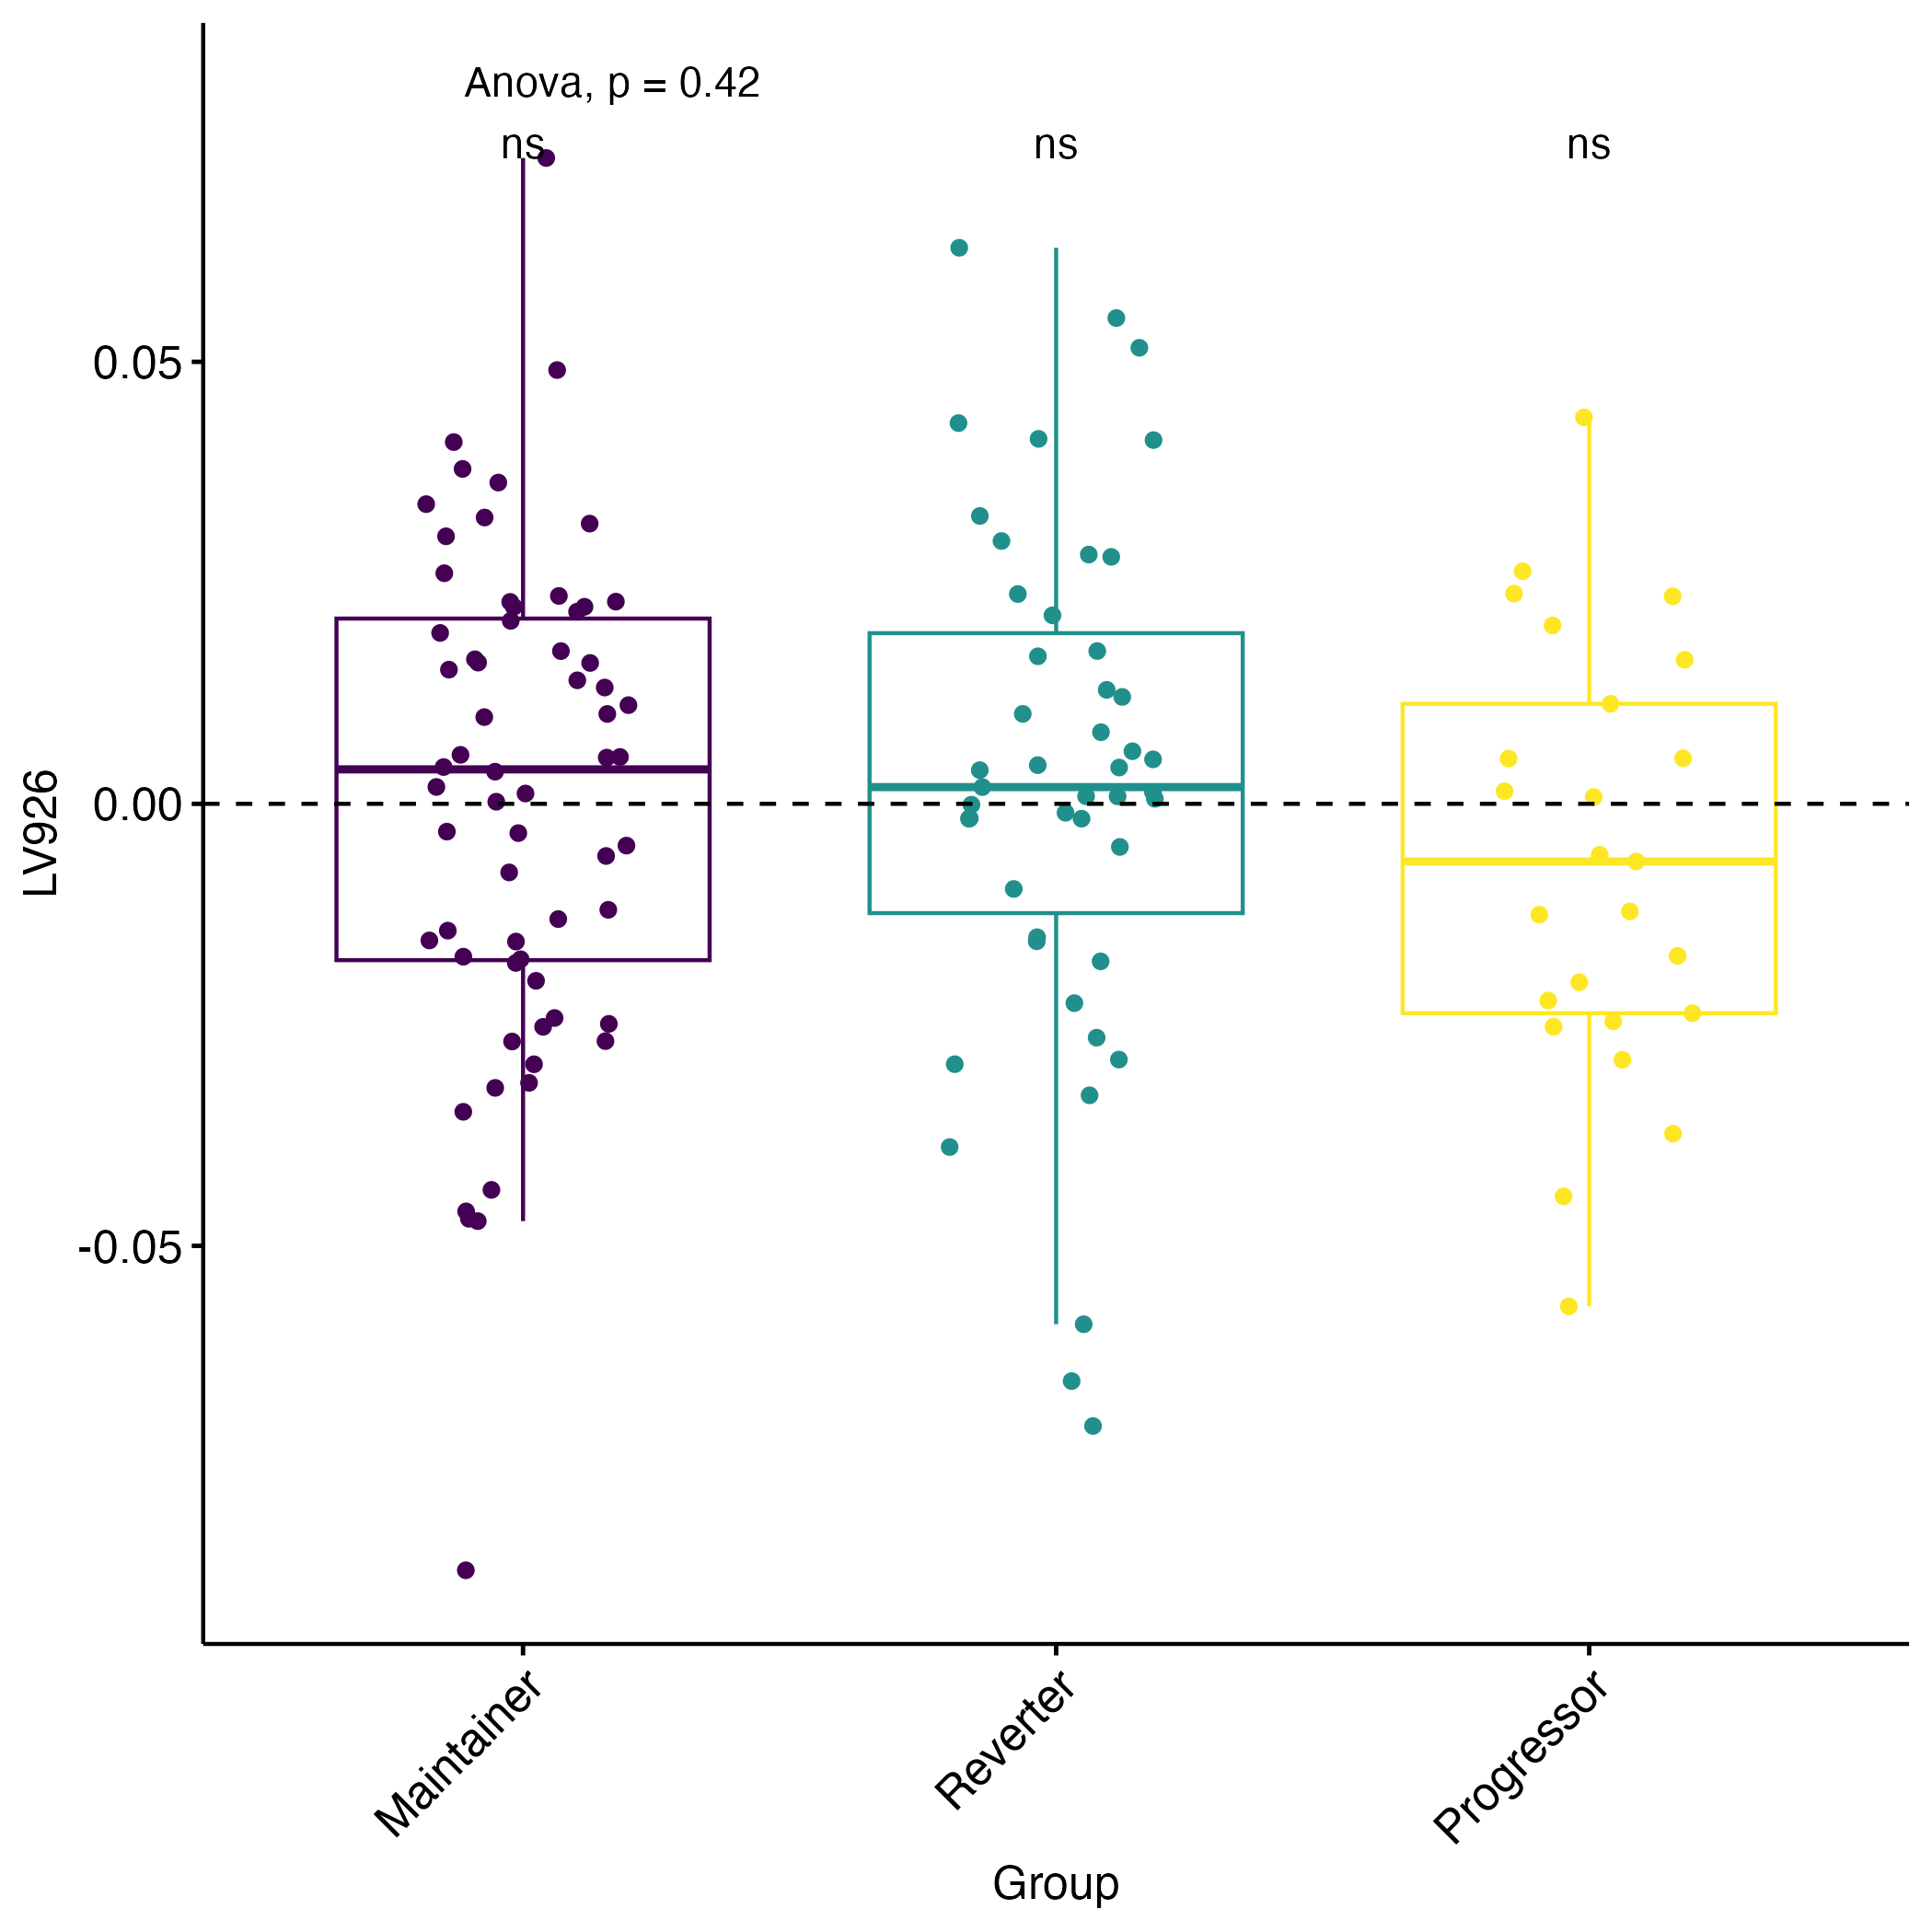 Anova, p = 0.42
ns
ns
ns
0.05
0.00
-0.05
LV926
Maintainer
Reverter
Progressor
Group